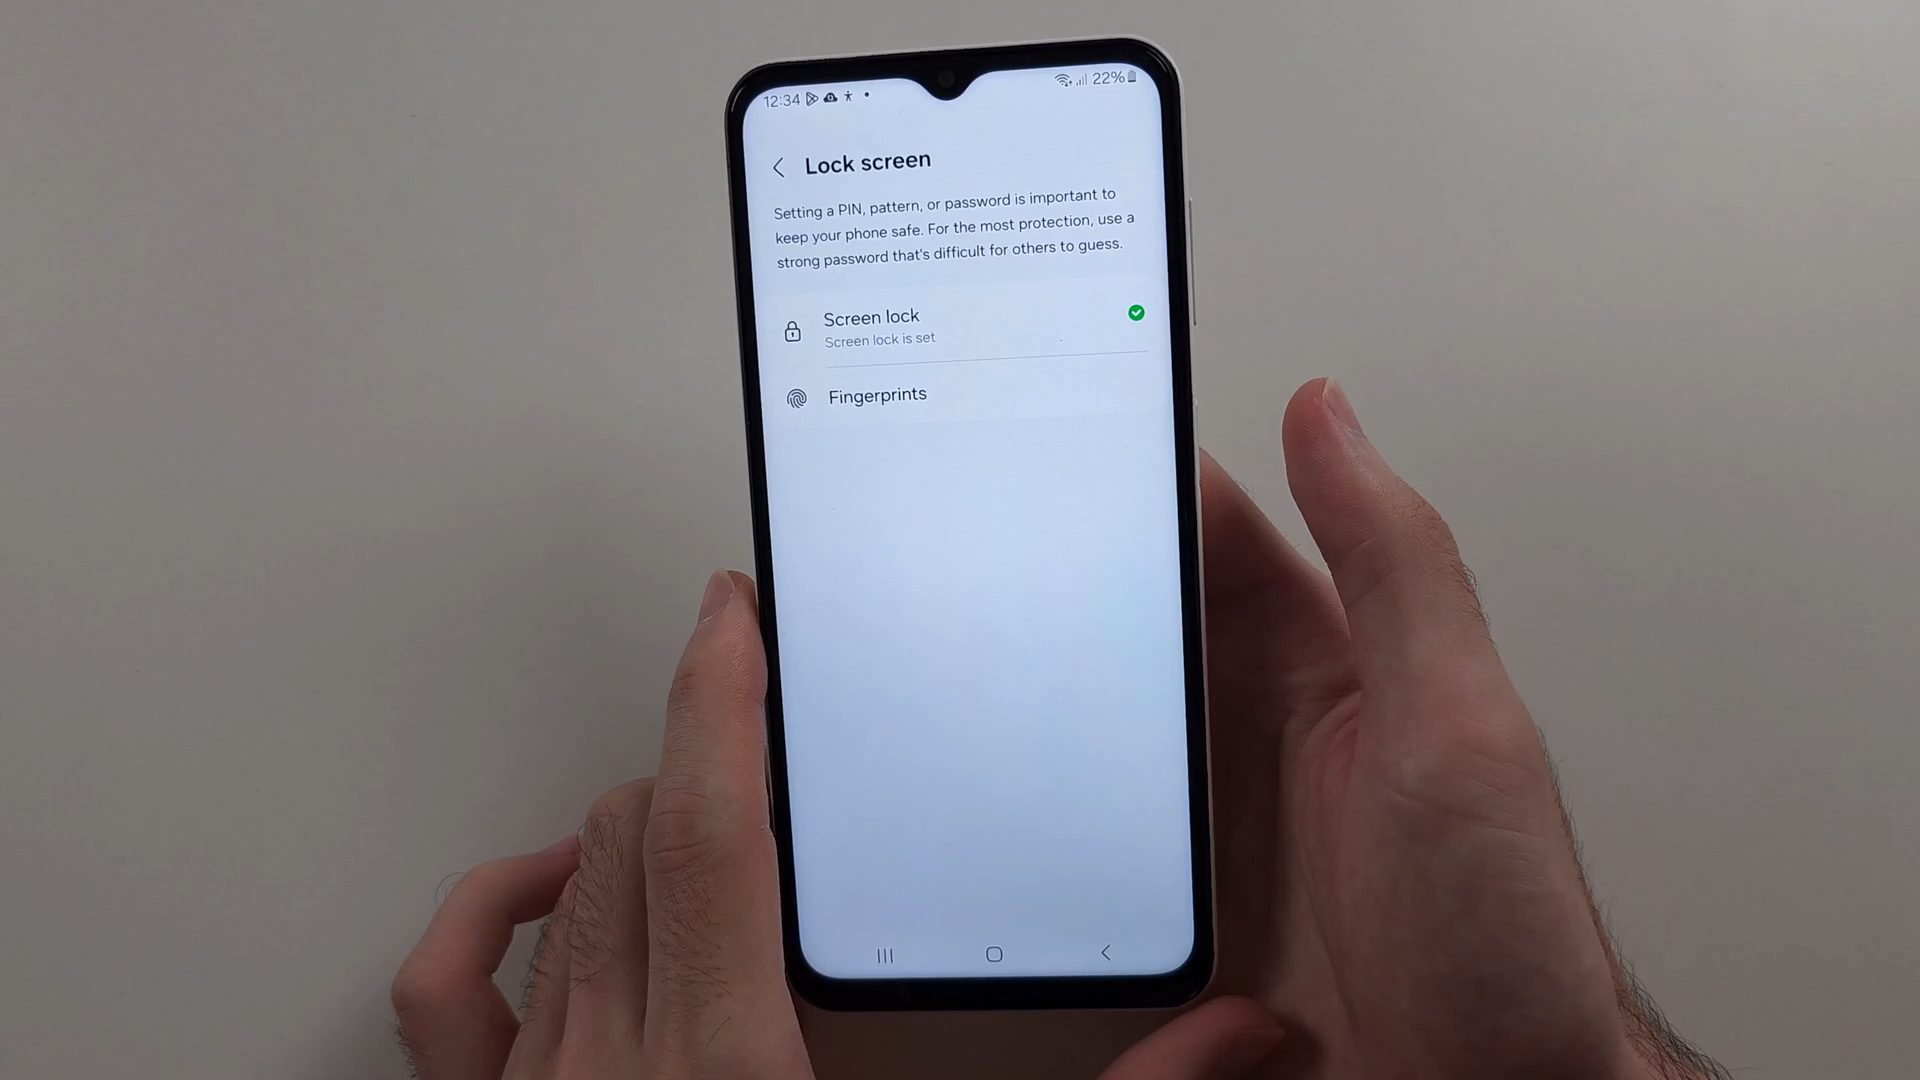 12:34
22%
Lock screen
Setting a PIN, pattern, or password is important to
keep your phone safe. For the most protection, use a
strong password that's difficult for others to guess.
Screen lock
Screen lock is set
Fingerprints